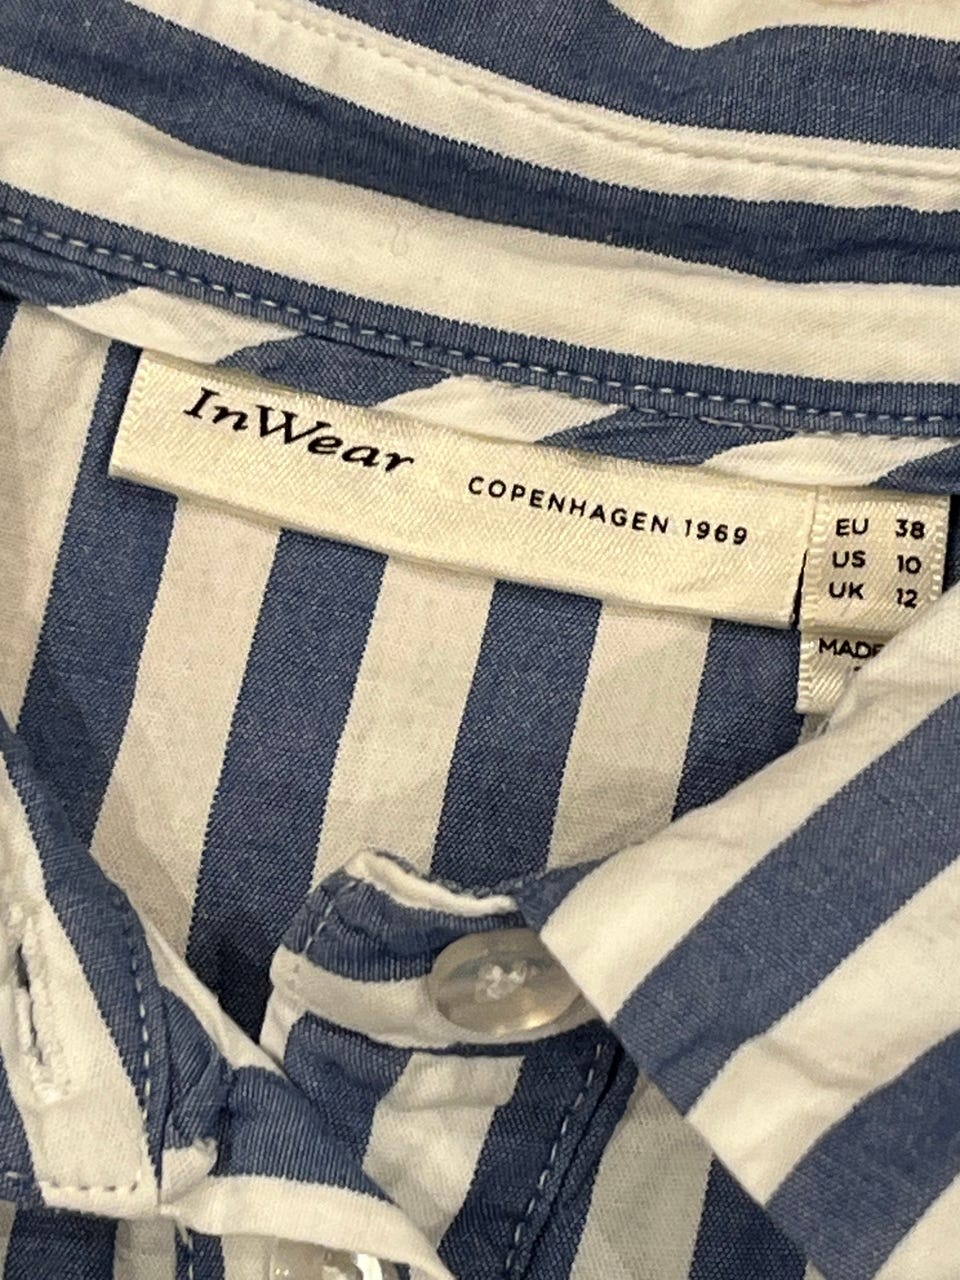 InWear
COPENHAGEN 1969
EU 38
US 10
UK 12
MADE